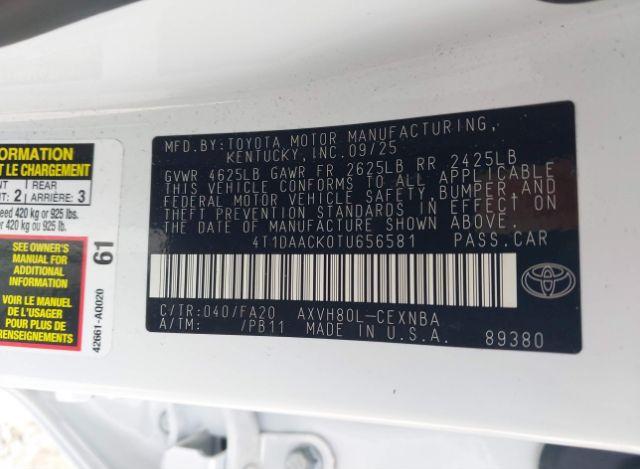 ORMATION
T LE CHARGEMENT
NT 2 | REAR
ARRIÈRE: 3
eed 420 kg or 925 lbs.
r 420 kg ou 925 lb.
SEE OWNER'S
MANUAL FOR
ADDITIONAL
INFORMATION
VOIR LE MANUEL
DE L'USAGER
POUR PLUS DE
RENSEIGNEMENTS
61
42661-A0020
MFD.BY:TOYOTA MOTOR MANUFACTURING,
KENTUCKY,INC.09/25
GVWR 4625LB GAWR FR 2625LB RR 2425LB
THIS VEHICLE CONFORMS TO ALL APPLICABLE
FEDERAL MOTOR VEHICLE SAFETY,BUMPER AND
THEFT PREVENTION STANDARDS IN EFFECT ON
THE DATE OF MANUFACTURE SHOWN ABOVE.
4T1DAACK0TU656581 PASS.CAR
C/TR:040/FA20 AXVH80L-CEXNBA
A/TM: /PB11 MADE IN U.S.A. 89380
TOYOTA